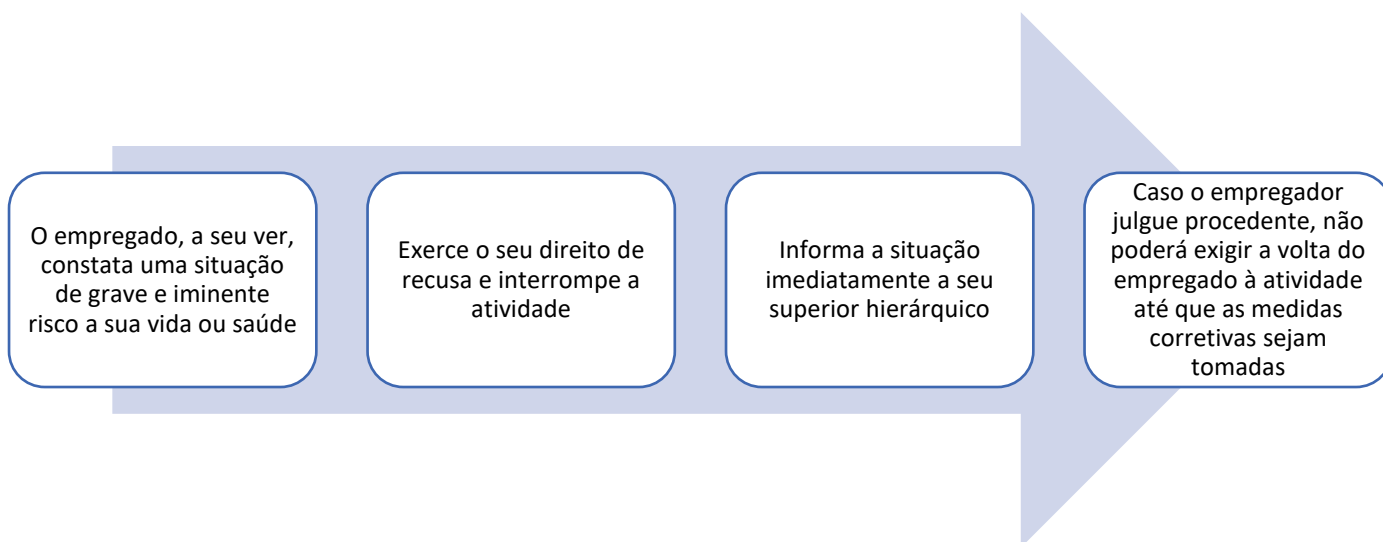 O empregado, a seu ver,
constata uma situação
de grave e iminente
risco a sua vida ou saúde
Exerce o seu direito de
recusa e interrompe a
atividade
Informa a situação
imediatamente a seu
superior hierárquico
Caso o empregador
julgue procedente, não
poderá exigir a volta do
empregado à atividade
até que as medidas
corretivas sejam
tomadas